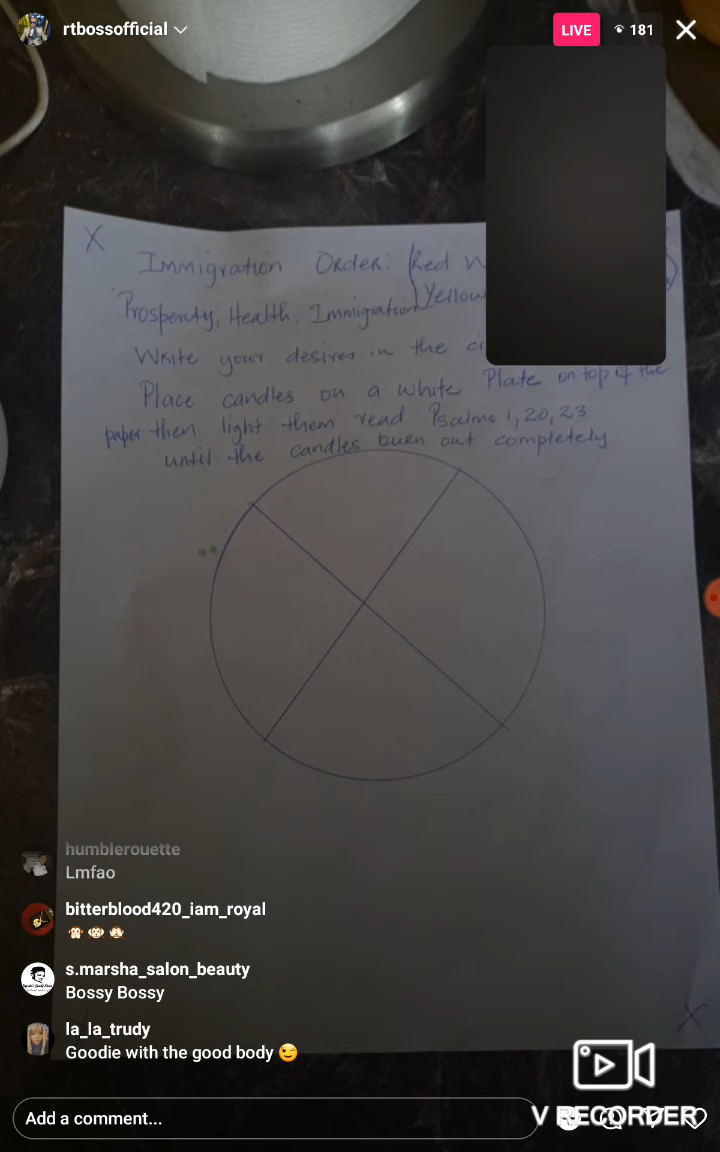 rtbossofficial
LIVE
181
X
Immigration Order: (Red
Prosperity, Health, Immigration Yellow
Write your desires in the
Place candles on a white Plate on top of the
paper then light them read Psalms 1, 20, 23
until the candles burn out completely
humblerouette
Lmfao
bitterblood420_iam_royal
🙊🐵🙈
s.marsha_salon_beauty
Bossy Bossy
la_la_trudy
X
Goodie with the good body 😉
Add a comment...
V RECORDER